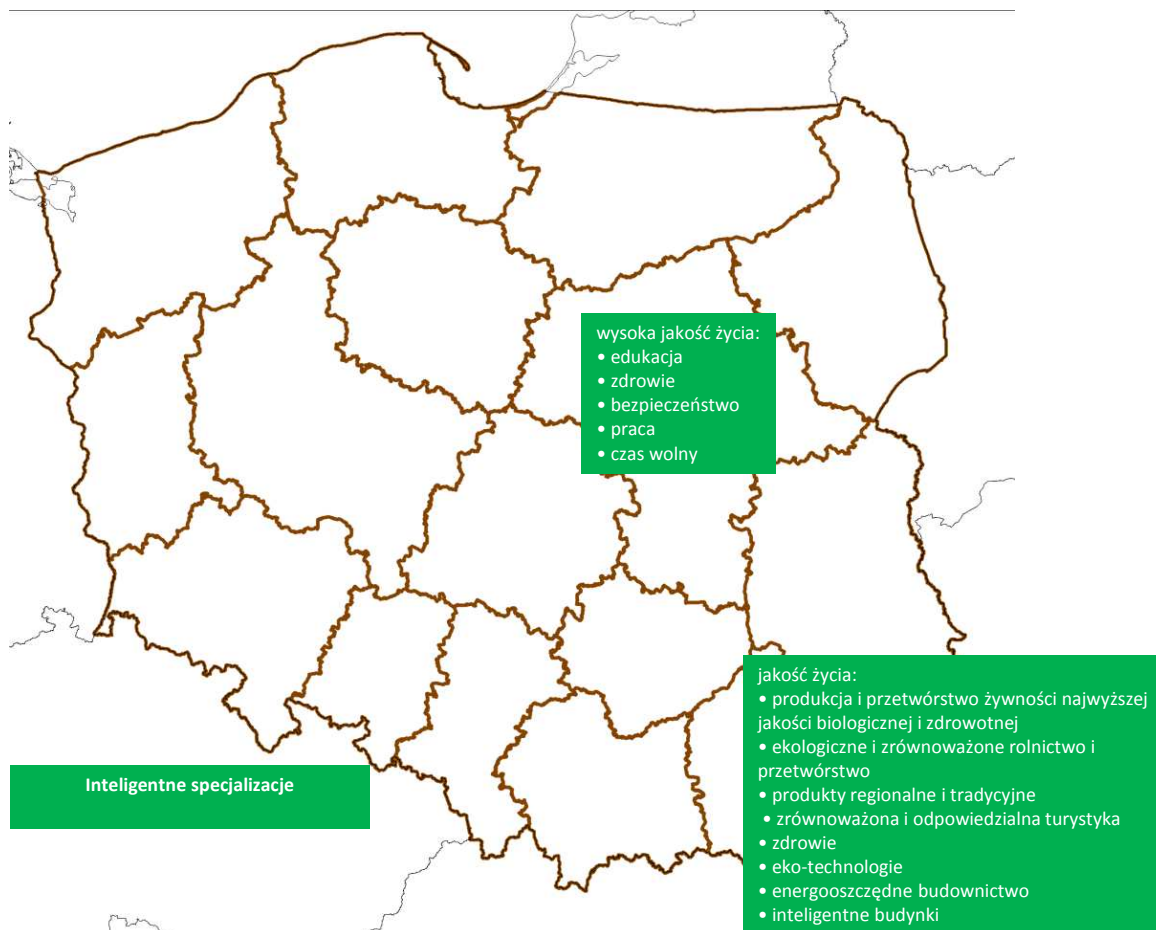 wysoka jakość życia:
• edukacja
• zdrowie
• bezpieczeństwo
• praca
• czas wolny
jakość życia:
• produkcja i przetwórstwo żywności najwyższej
jakości biologicznej i zdrowotnej
• ekologiczne i zrównoważone rolnictwo i
przetwórstwo
• produkty regionalne i tradycyjne
• zrównoważona i odpowiedzialna turystyka
• zdrowie
• eko-technologie
• energooszczędne budownictwo
• inteligentne budynki
Inteligentne specjalizacje